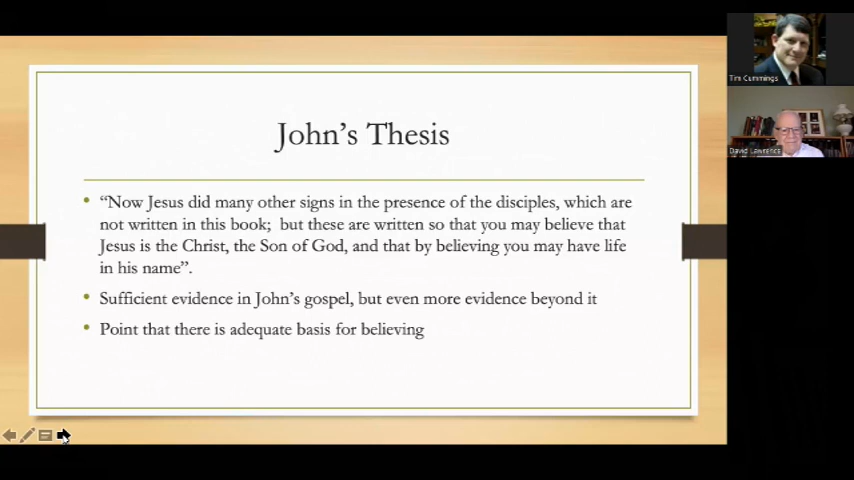 John's Thesis
• "Now Jesus did many other signs in the presence of the disciples, which are
not written in this book; but these are written so that you may believe that
Jesus is the Christ, the Son of God, and that by believing you may have life
in his name".
• Sufficient evidence in John's gospel, but even more evidence beyond it
• Point that there is adequate basis for believing
Tim Cummings
David Lawrence